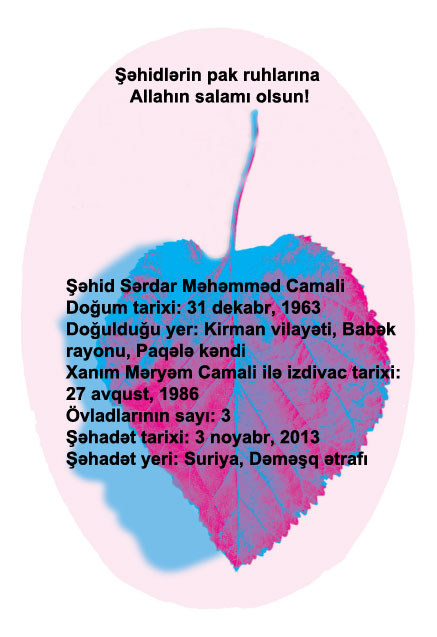 Şəhidlərin pak ruhlarına
Allahın salamı olsun!
Şəhid Sərdar Məhəmməd Camali
Doğum tarixi: 31 dekabr, 1963
Doğulduğu yer: Kirman vilayəti, Babək
rayonu, Paqələ kəndi
Xanım Məryəm Camali ilə izdivac tarixi:
27 avqust, 1986
Övladlarının sayı: 3
Şəhadət tarixi: 3 noyabr, 2013
Şəhadət yeri: Suriya, Dəməşq ətrafı